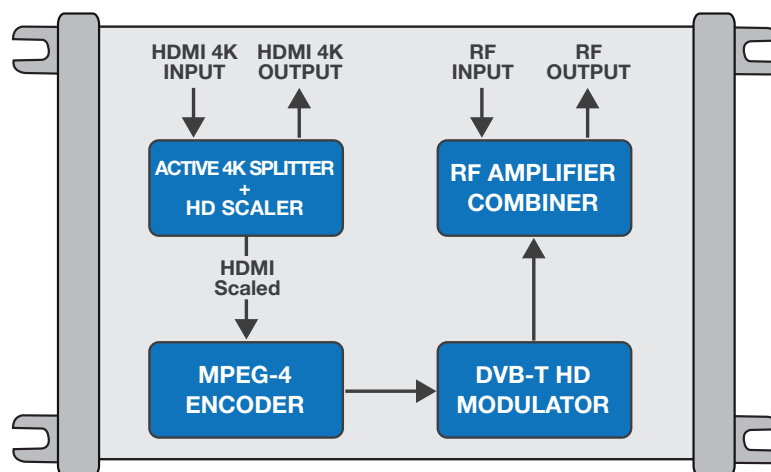 HDMI 4K
INPUT
HDMI 4K
OUTPUT
RF
INPUT
RF
OUTPUT
ACTIVE 4K SPLITTER
+
HD SCALER
RF AMPLIFIER
COMBINER
HDMI
Scaled
MPEG-4
ENCODER
DVB-T HD
MODULATOR